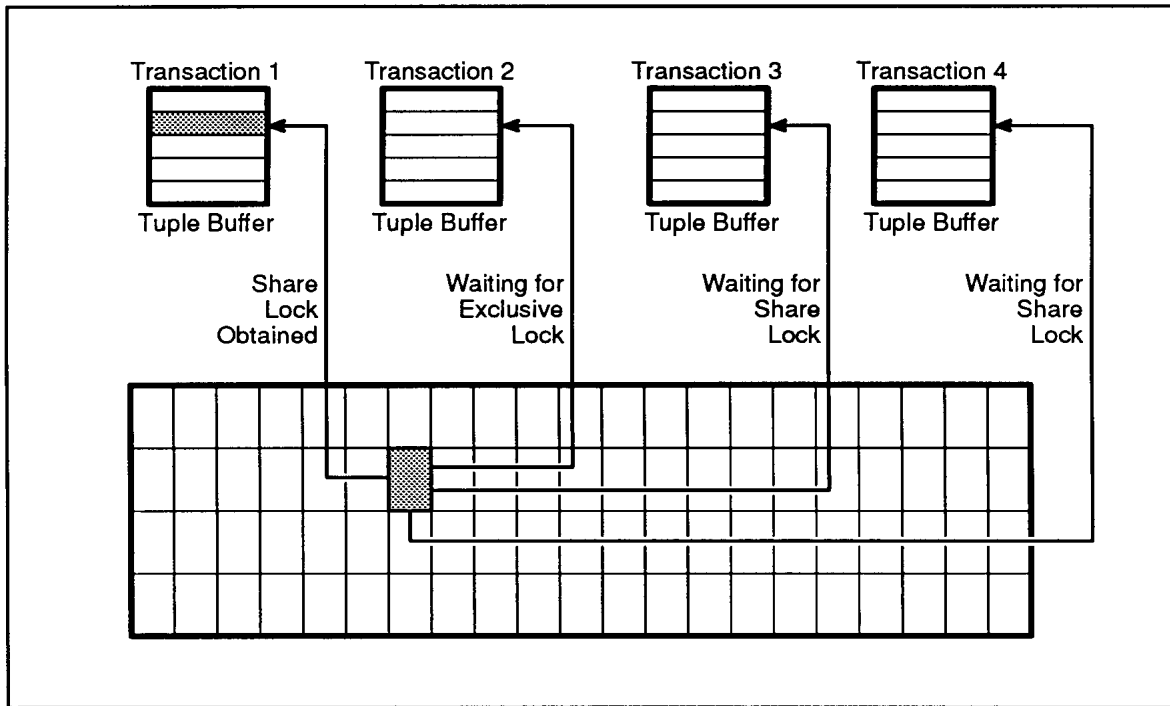 Transaction 1
Transaction 2
Transaction 3
Transaction 4
Tuple Buffer
Tuple Buffer
Tuple Buffer
Tuple Buffer
Share
Lock
Obtained
Waiting for
Exclusive
Lock
Waiting for
Share
Lock
Waiting for
Share
Lock